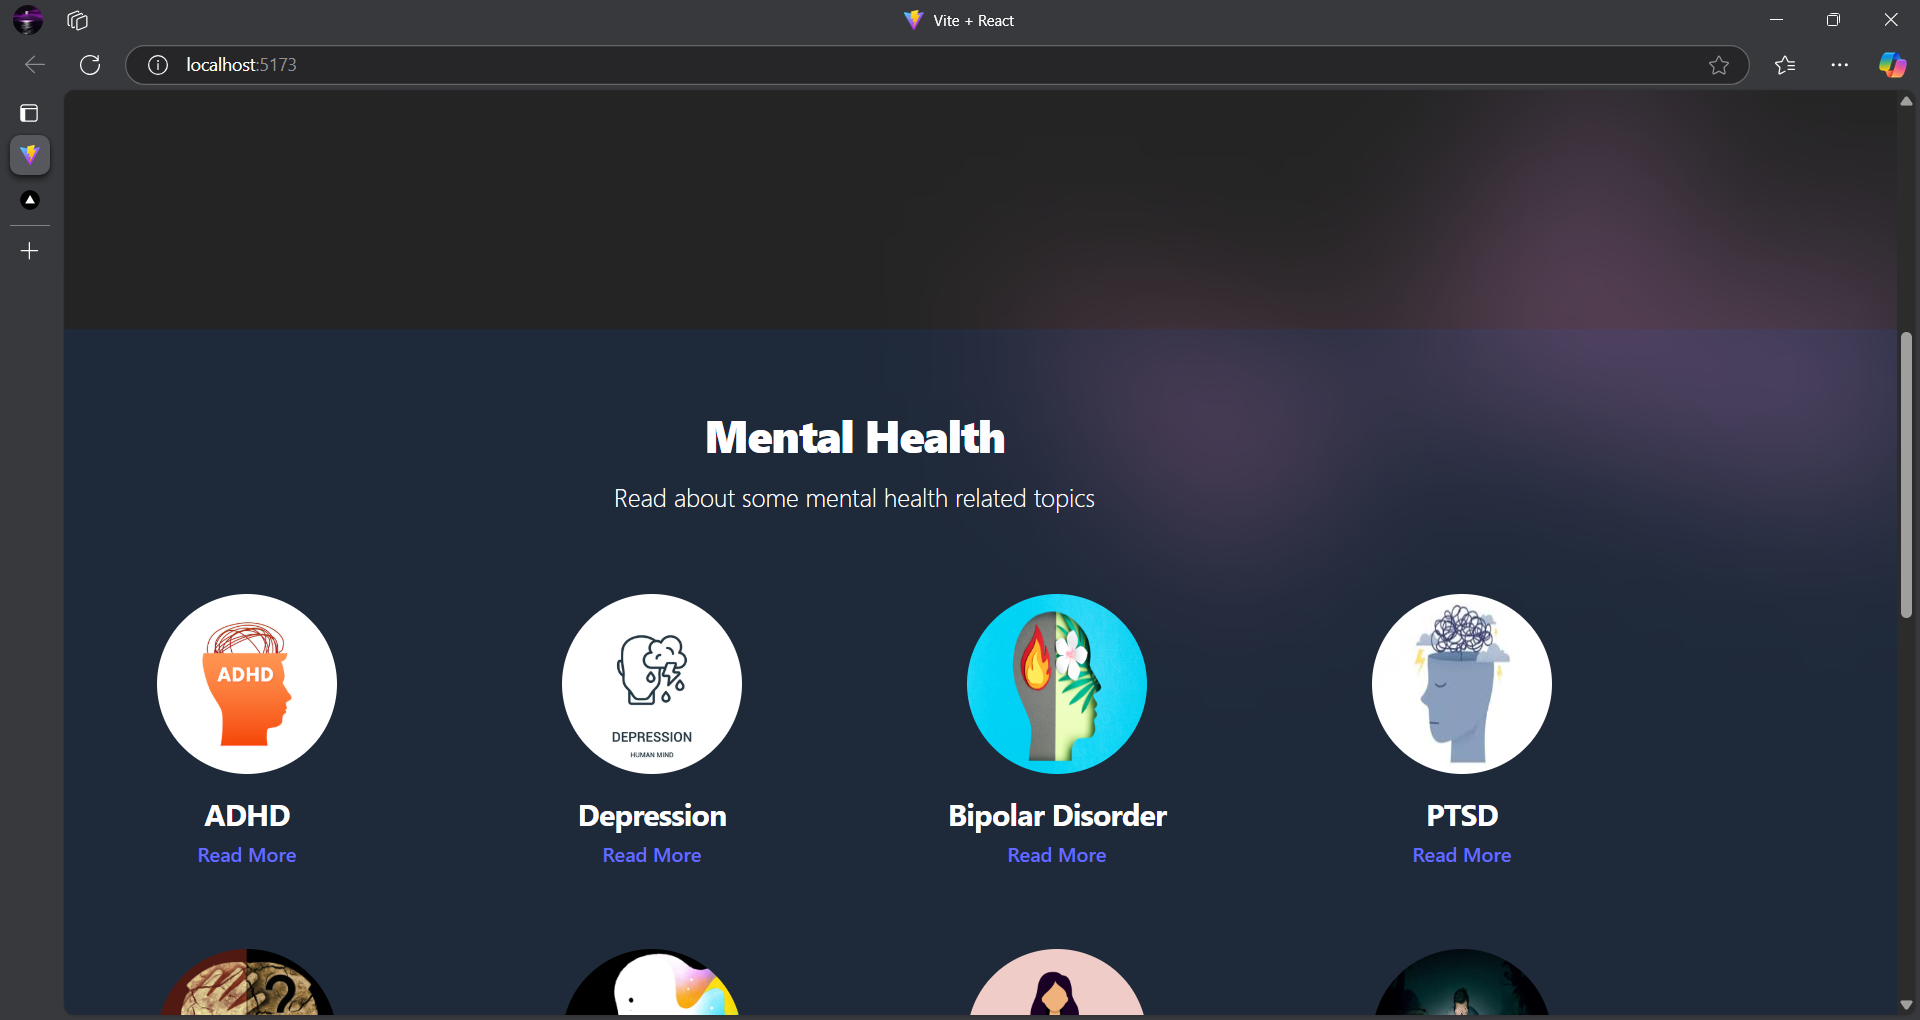 Vite + React
localhost:5173
Mental Health
Read about some mental health related topics
ADHD
DEPRESSION
HUMAN MIND
ADHD
Depression
Bipolar Disorder
PTSD
Read More
Read More
Read More
Read More
?